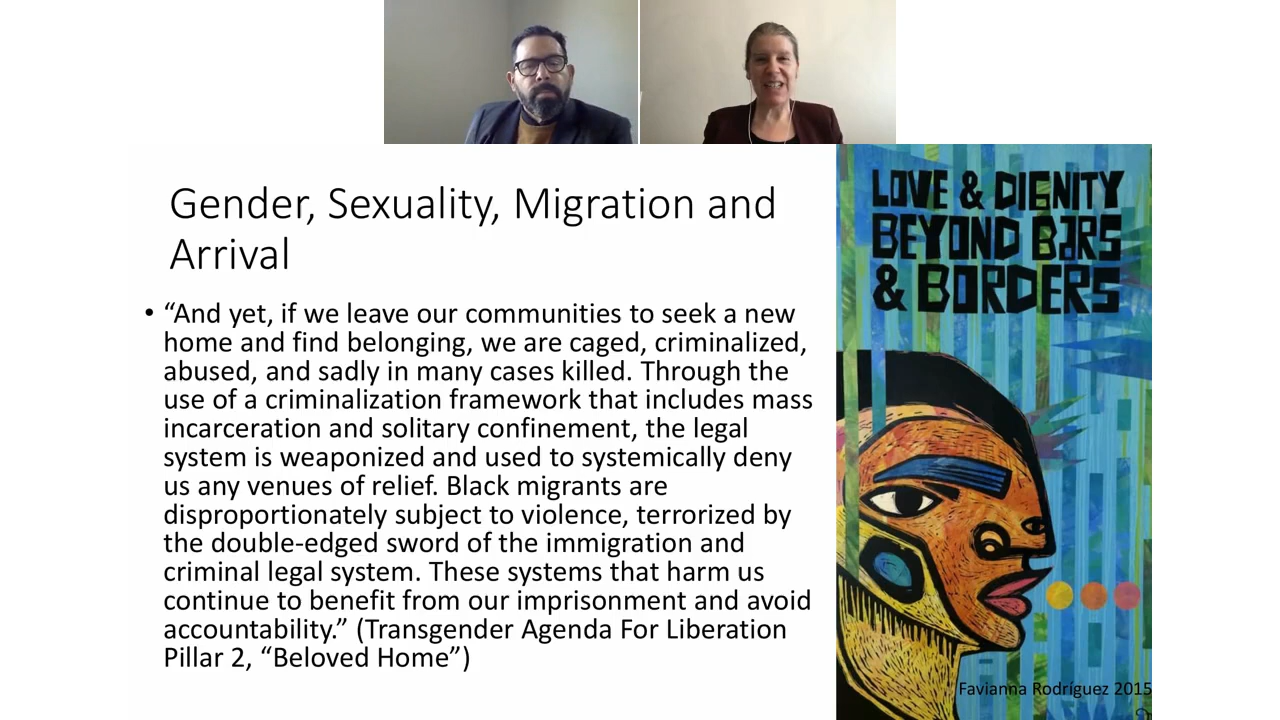 Gender, Sexuality, Migration and
Arrival
• “And yet, if we leave our communities to seek a new
home and find belonging, we are caged, criminalized,
abused, and sadly in many cases killed. Through the
use of a criminalization framework that includes mass
incarceration and solitary confinement, the legal
system is weaponized and used to systemically deny
us any venues of relief. Black migrants are
disproportionately subject to violence, terrorized by
the double-edged sword of the immigration and
criminal legal system. These systems that harm us
continue to benefit from our imprisonment and avoid
accountability.” (Transgender Agenda For Liberation
Pillar 2, “Beloved Home”)
LOVE & DIGNITY
BEYOND BARS
& BORDERS
Favianna Rodríguez 2015